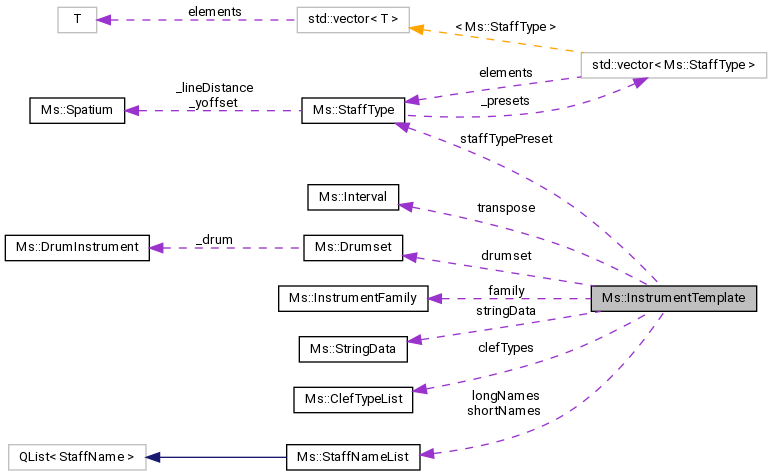 T
elements
std::vector< T >
< Ms::StaffType >
std::vector< Ms::StaffType >
elements
_lineDistance
_yoffset
_presets
Ms::Spatium
Ms::StaffType
staffTypePreset
Ms::Interval
transpose
Ms::DrumInstrument
_drum
Ms::Drumset
drumset
Ms::InstrumentFamily
family
Ms::InstrumentTemplate
stringData
Ms::StringData
clefTypes
Ms::ClefTypeList
longNames
shortNames
QList< StaffName >
Ms::StaffNameList